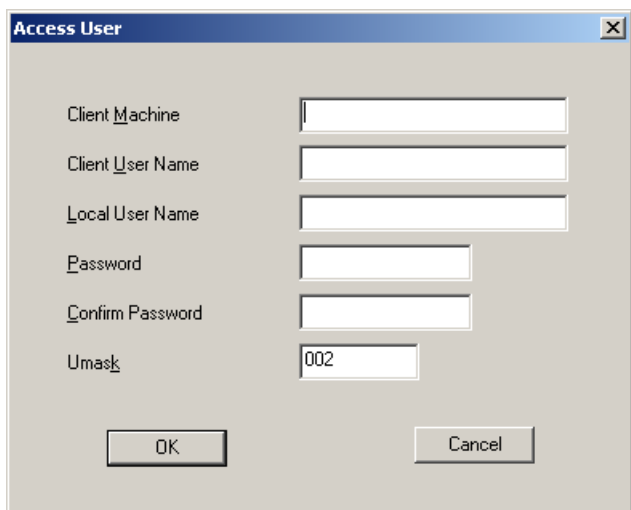 Access User
Client Machine
Client User Name
Local User Name
Password
Confirm Password
Umask 002
OK Cancel